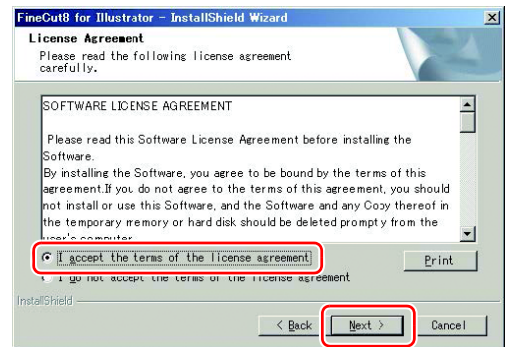 FineCut8 for Illustrator - InstallShield Wizard
License Agreement
Please read the following license agreement
carefully.
SOFTWARE LICENSE AGREEMENT
Please read this Software License Agreement before installing the
Software.
By installing the Software, you agree to be bound by the terms of this
agreement.If you do not agree to the terms of this agreement, you should
not install or use this Software, and the Software and any Copy thereof in
the temporary memory or hard disk should be deleted promptly from the
user's computer
I accept the terms of the license agreement
I do not accept the terms of the license agreement
Print
InstallShield
< Back
Next >
Cancel